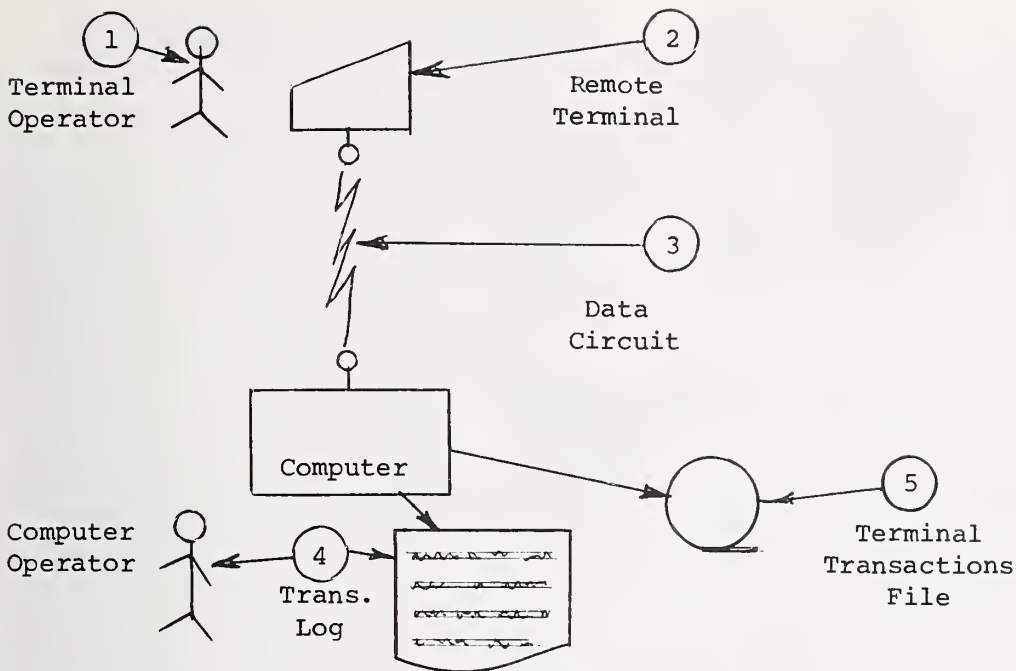 1
Terminal
Operator
2
Remote
Terminal
3
Data
Circuit
Computer
Computer
Operator
4
Trans.
Log
5
Terminal
Transactions
File